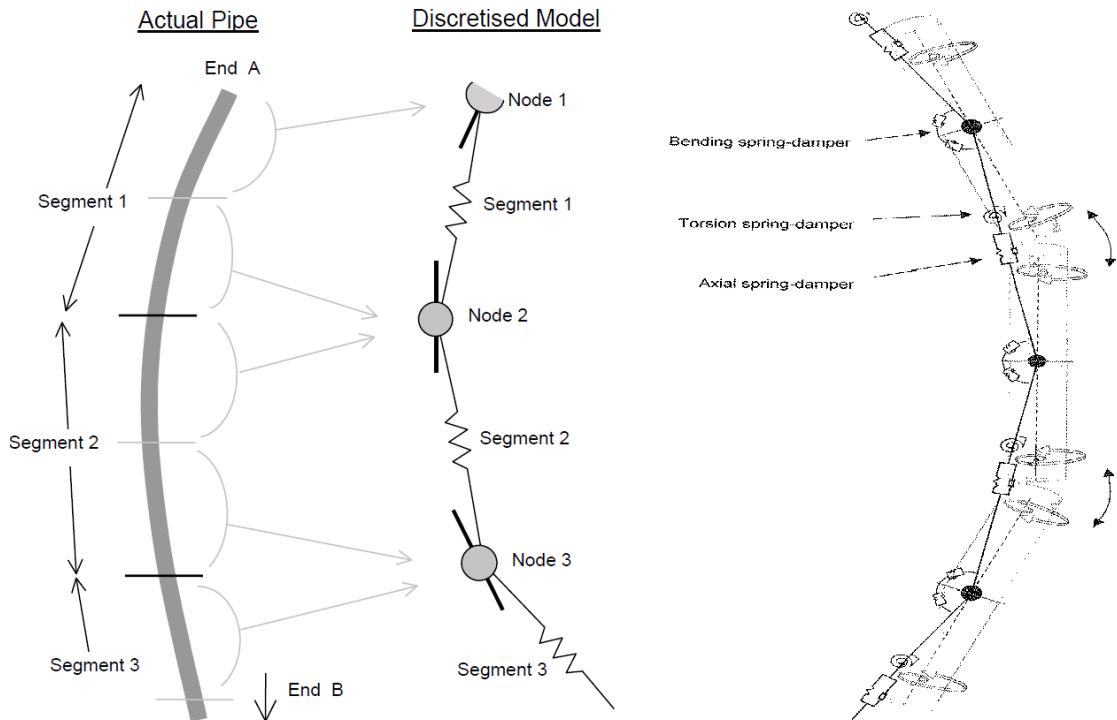 Actual Pipe
Discretised Model
End A
Node 1
Segment 1
Segment 1
Node 2
Segment 2
Segment 2
Node 3
Segment 3
Segment 3
End B
Bending spring-damper
Torsion spring-damper
Axial spring-damper